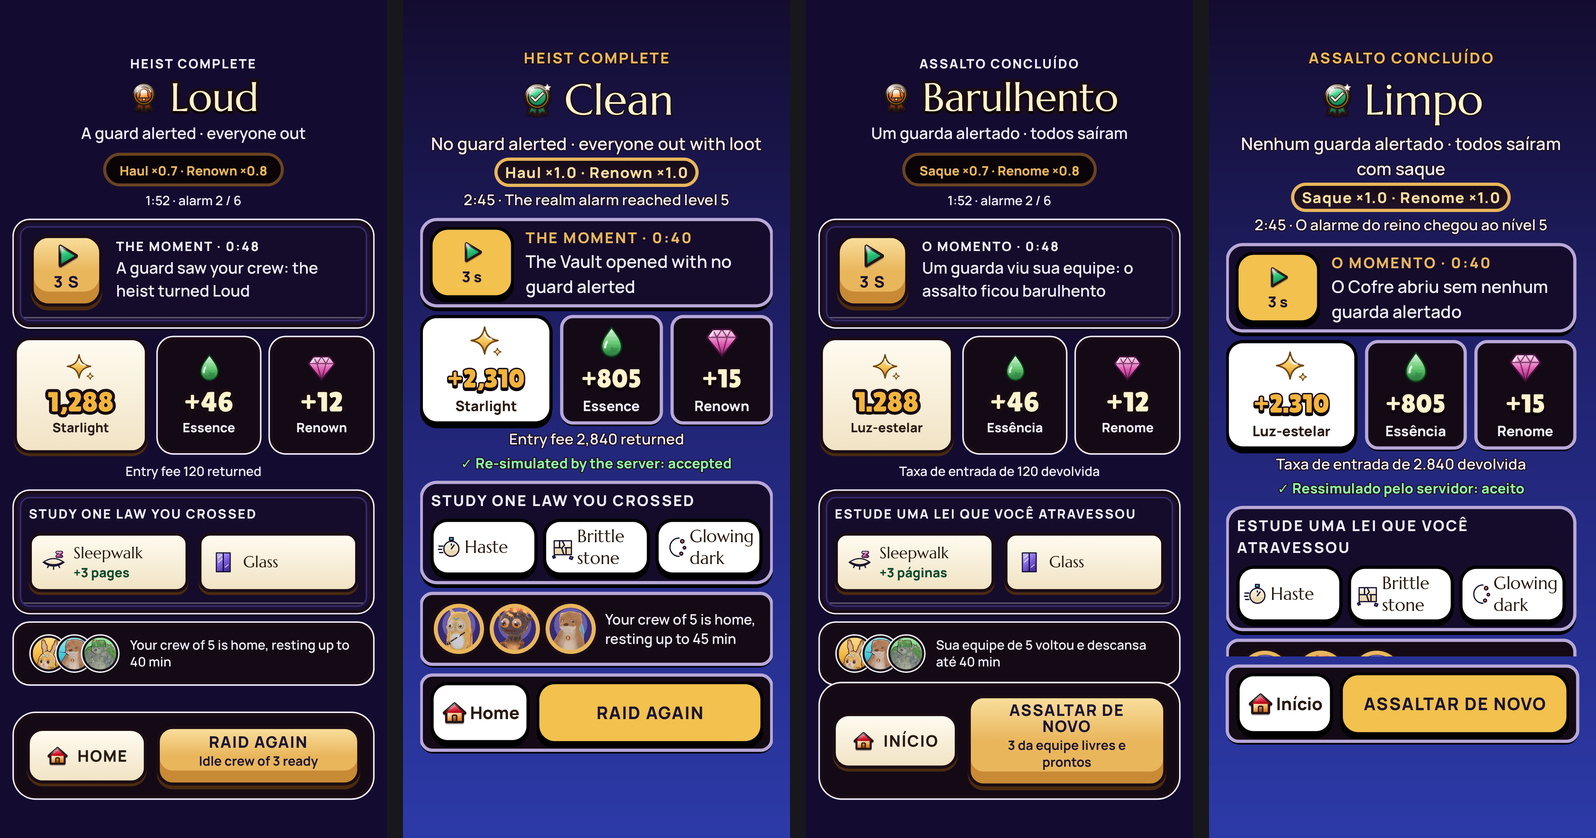 HEIST COMPLETE
Loud
A guard alerted · everyone out
Haul ×0.7 · Renown ×0.8
1:52 · alarm 2 / 6
THE MOMENT · 0:48
3 S
A guard saw your crew: the
heist turned Loud
1,288
Starlight
+46
Essence
+12
Renown
Entry fee 120 returned
STUDY ONE LAW YOU CROSSED
Sleepwalk
+3 pages
Glass
Your crew of 5 is home, resting up to
40 min
HOME
RAID AGAIN
Idle crew of 3 ready
HEIST COMPLETE
Clean
No guard alerted · everyone out with loot
Haul ×1.0 · Renown ×1.0
2:45 · The realm alarm reached level 5
THE MOMENT · 0:40
3 s
The Vault opened with no
guard alerted
+2,310
Starlight
+805
Essence
+15
Renown
Entry fee 2,840 returned
✓ Re-simulated by the server: accepted
STUDY ONE LAW YOU CROSSED
Haste
Brittle
stone
Glowing
dark
Your crew of 5 is home,
resting up to 45 min
Home
RAID AGAIN
ASSALTO CONCLUÍDO
Barulhento
Um guarda alertado · todos saíram
Saque ×0.7 · Renome ×0.8
1:52 · alarme 2 / 6
O MOMENTO · 0:48
3 S
Um guarda viu sua equipe: o
assalto ficou barulhento
1.288
Luz-estelar
+46
Essência
+12
Renome
Taxa de entrada de 120 devolvida
ESTUDE UMA LEI QUE VOCÊ ATRAVESSOU
Sleepwalk
+3 páginas
Glass
Sua equipe de 5 voltou e descansa
até 40 min
INÍCIO
ASSALTAR DE
NOVO
3 da equipe livres e
prontos
ASSALTO CONCLUÍDO
Limpo
Nenhum guarda alertado · todos saíram
com saque
Saque ×1.0 · Renome ×1.0
2:45 · O alarme do reino chegou ao nível 5
O MOMENTO · 0:40
3 s
O Cofre abriu sem nenhum
guarda alertado
+2.310
Luz-estelar
+805
Essência
+15
Renome
Taxa de entrada de 2.840 devolvida
✓ Ressimulado pelo servidor: aceito
ESTUDE UMA LEI QUE VOCÊ
ATRAVESSOU
Haste
Brittle
stone
Glowing
dark
Início
ASSALTAR DE NOVO